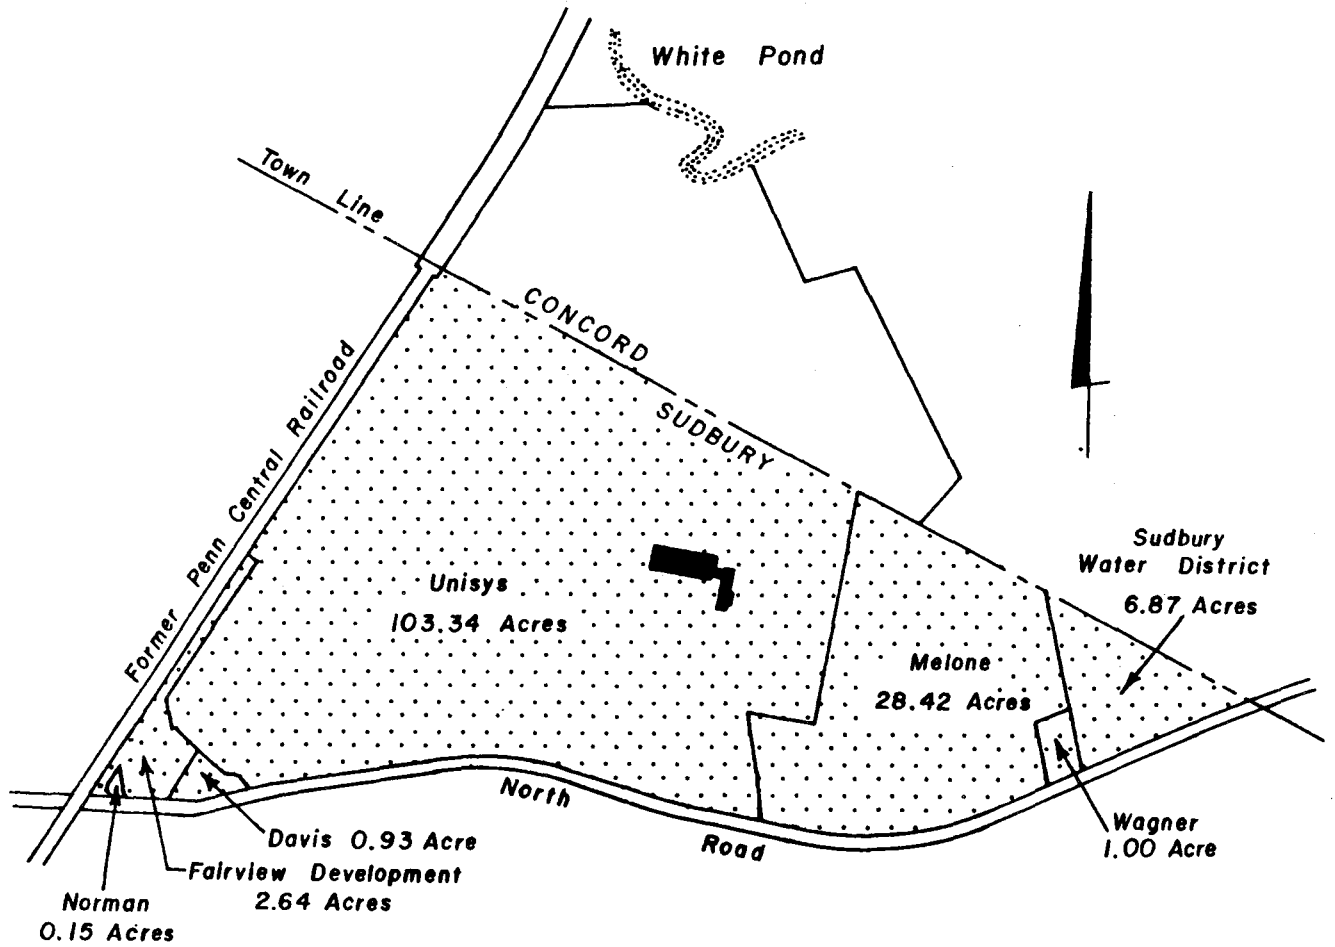 White Pond
Town Line
CONCORD
SUDBURY
Former Penn Central Railroad
Sudbury
Water District
6.87 Acres
Unisys
103.34 Acres
Melone
28.42 Acres
North Road
Wagner
1.00 Acre
Davis 0.93 Acre
Fairview Development
2.64 Acres
Norman
0.15 Acres